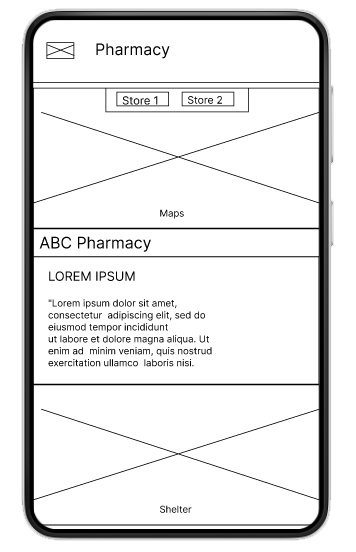 Pharmacy
Store 1 Store 2
Maps
ABC Pharmacy
LOREM IPSUM
"Lorem ipsum dolor sit amet,
consectetur adipiscing elit, sed do
eiusmod tempor incididunt
ut labore et dolore magna aliqua. Ut
enim ad minim veniam, quis nostrud
exercitation ullamco laboris nisi.
Shelter